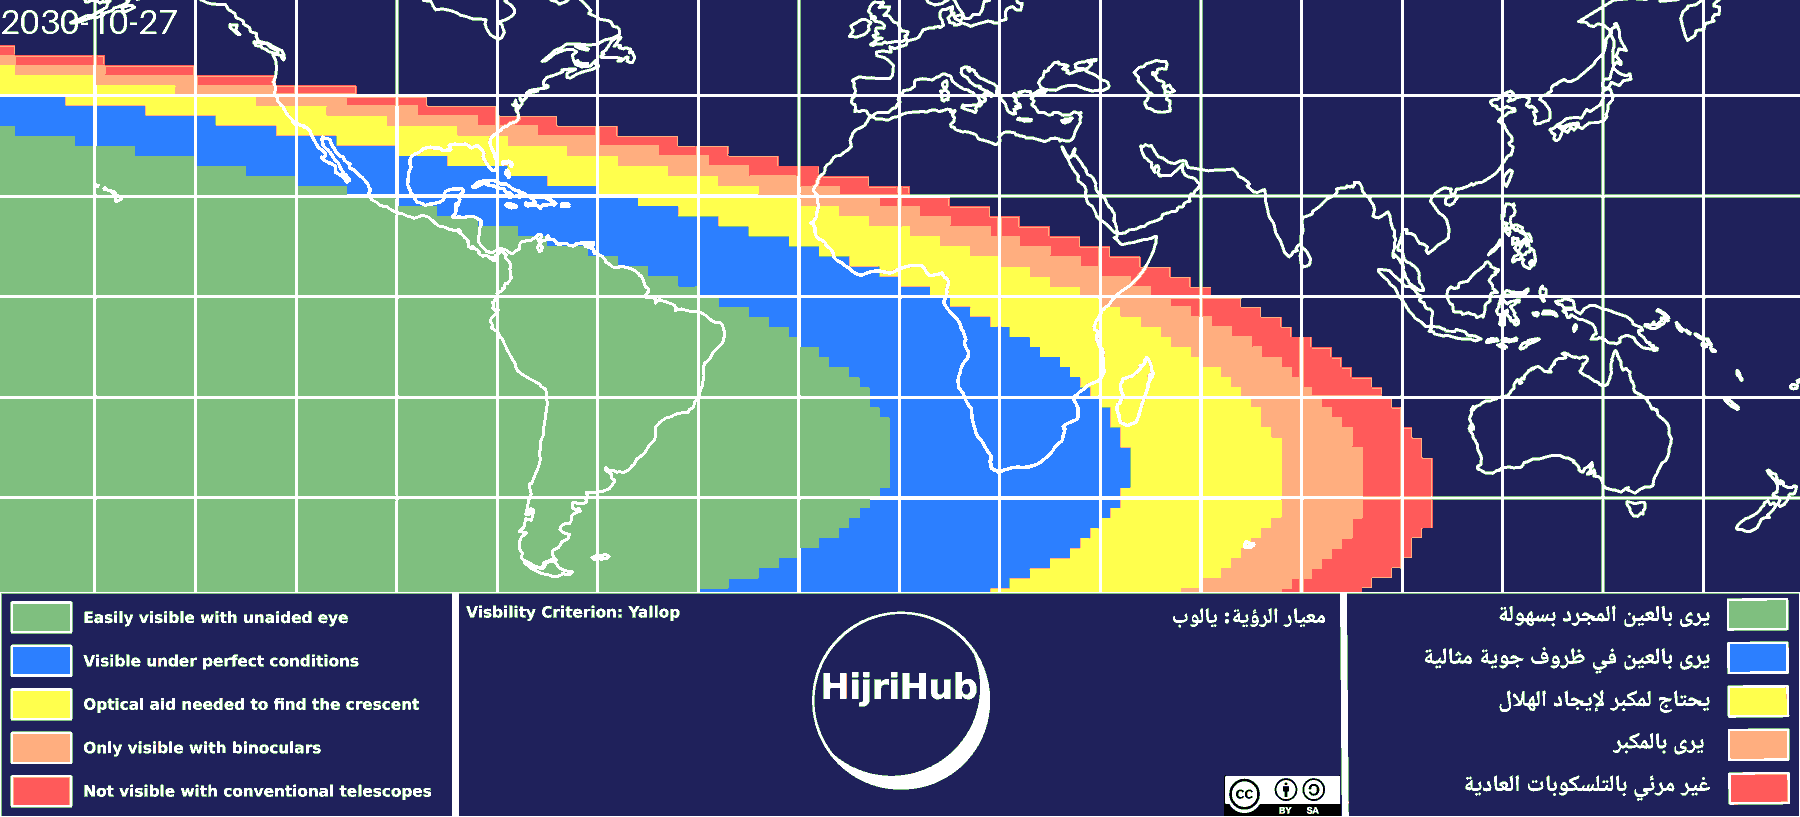 2030-10-27
Easily visible with unaided eye
Visible under perfect conditions
Optical aid needed to find the crescent
Only visible with binoculars
Not visible with conventional telescopes
Visbility Criterion: Yallop
معيار الرؤية: يالوب
HijriHub
cc
BY SA
يرى بالعين المجرد بسهولة
يرى بالعين في ظروف جوية مثالية
يحتاج لمكبر لإيجاد الهلال
يرى بالمكبر
غير مرئي بالتلسكوبات العادية